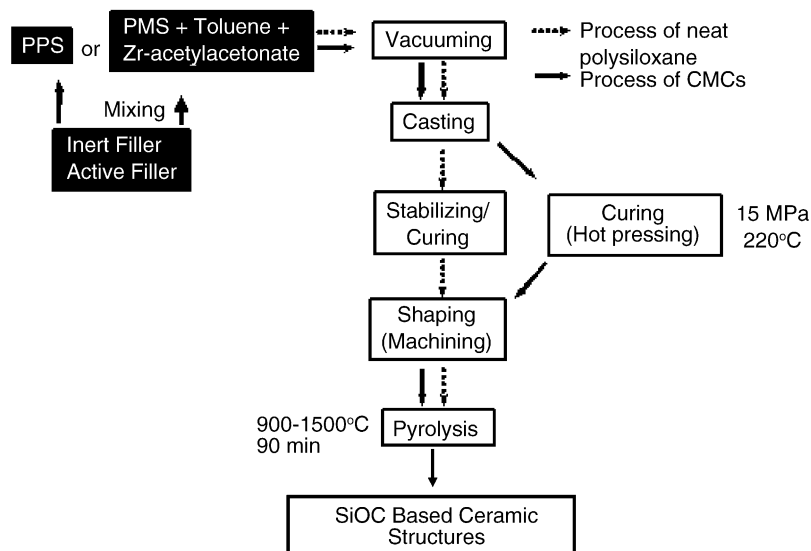 PPS
or
PMS + Toluene +
Zr-acetylacetonate
Vacuuming
Process of neat
polysiloxane
Process of CMCs
Mixing
Casting
Inert Filler
Active Filler
Stabilizing/
Curing
Curing
(Hot pressing)
15 MPa
220°C
Shaping
(Machining)
900-1500°C
90 min
Pyrolysis
SiOC Based Ceramic
Structures